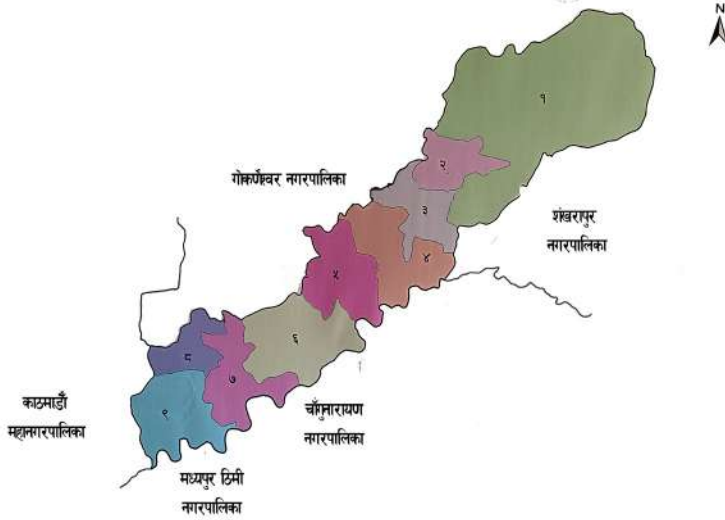 N
१
२
गोकर्णेश्वर नगरपालिका
३
शंखरापुर
नगरपालिका
४
५
६
८
७
काठमाडौँ
महानगरपालिका
९
चाँगुनारायण
नगरपालिका
मध्यपुर ठिमी
नगरपालिका